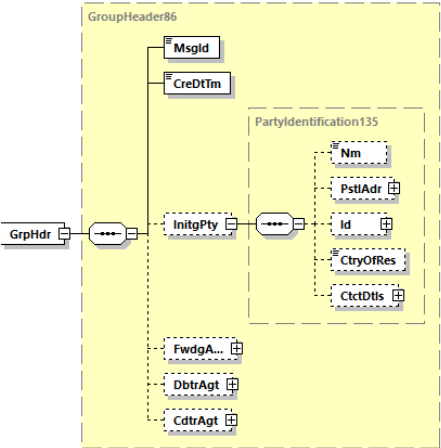 GroupHeader86
MsgId
CreDtTm
PartyIdentification135
Nm
PstlAdr
InitgPty
Id
GrpHdr
CtryOfRes
CtctDtls
FwdgA...
DbtrAgt
CdtrAgt